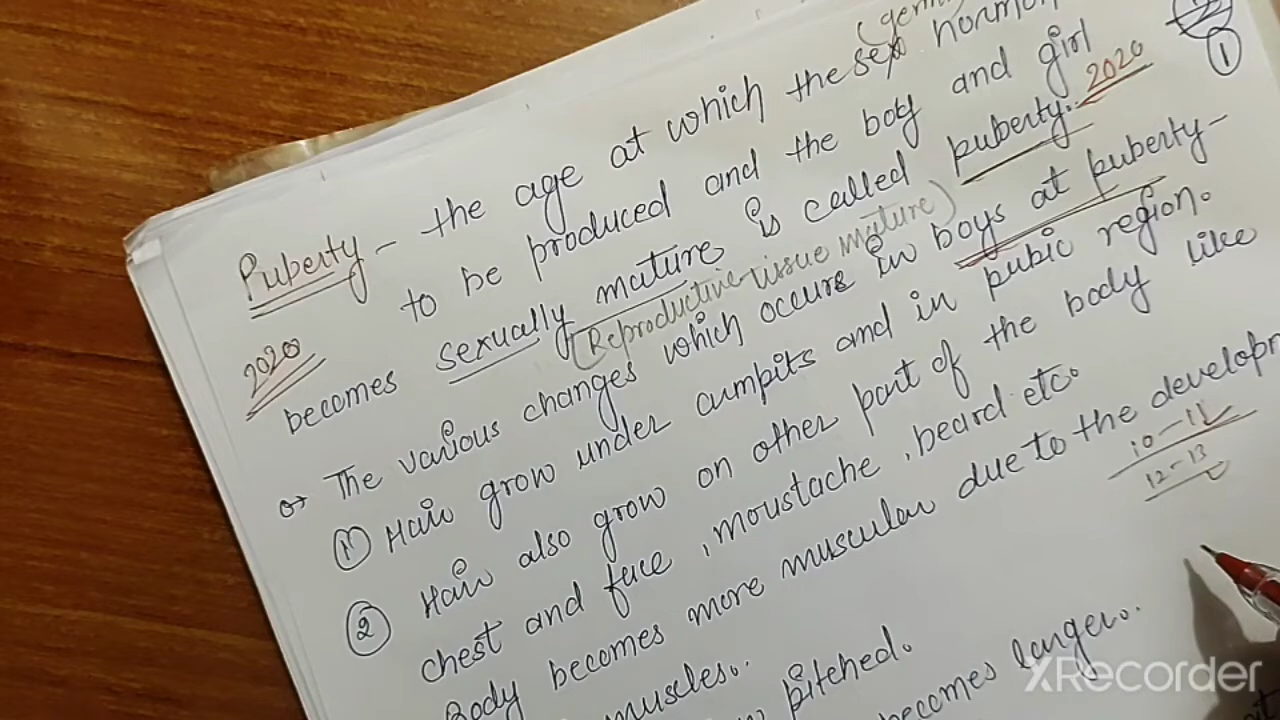 (
①
Puberty - the age at which the sex
to be produced and the boy and girl
becomes sexually mature is called puberty. 2020
(Reproductive tissue mature)
2020
The various changes which occurs in boys at puberty-
① Hair grow under armpits and in pubic region.
② Hair also grow on other part of the body like
chest and face, moustache, beard etc.
Body becomes more muscular due to the
10-11
12-13
muscles.
pitched.
becomes larger.
XRecorder